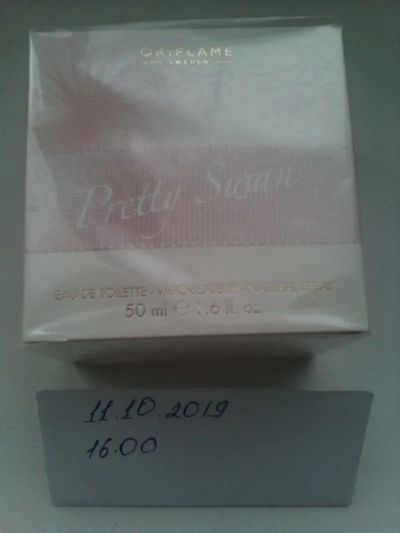 ORIFLAME
SWEDEN
Pretty Swan
EAU DE TOILETTE · VAPORISATEUR · NATURAL SPRAY
50 ml ℮ 1.6 fl. oz.
11.10.2019
16.00